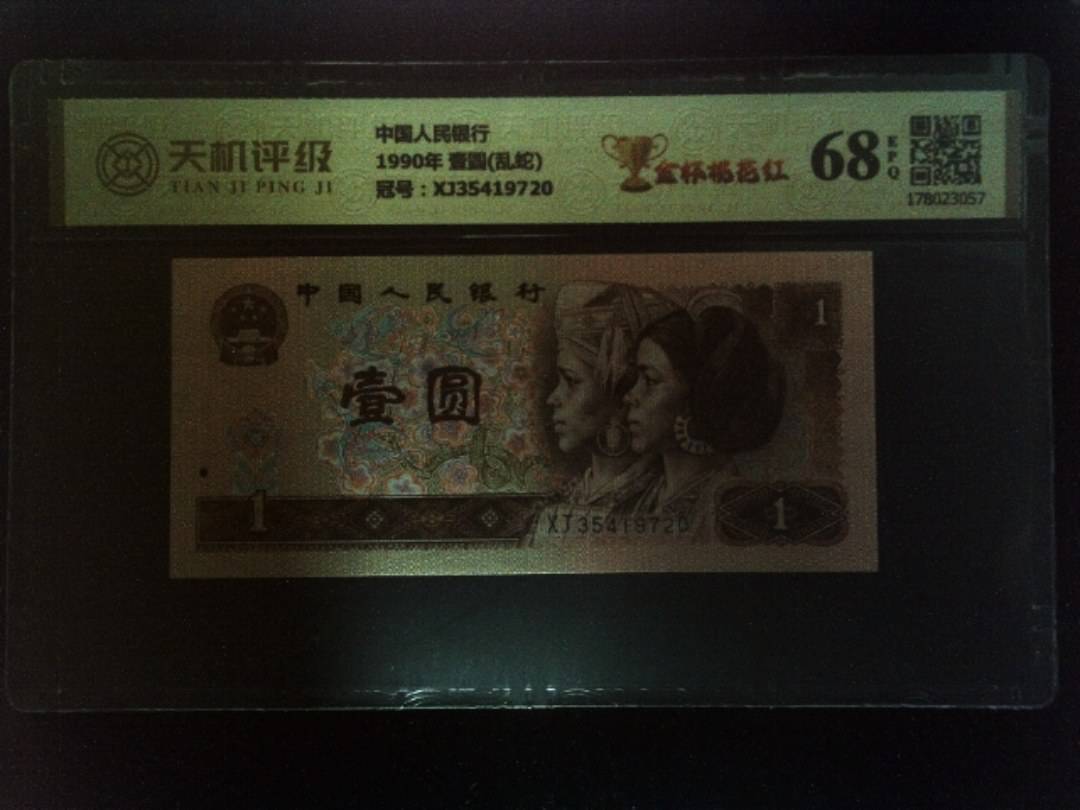 天机评级
TIAN JI PING JI
中国人民银行
1990年 壹圆(乱蛇)
冠号：XJ35419720
金杯桃花红
68
EPQ
178023057
中国人民银行
1
壹圆
1
XJ35419720
1